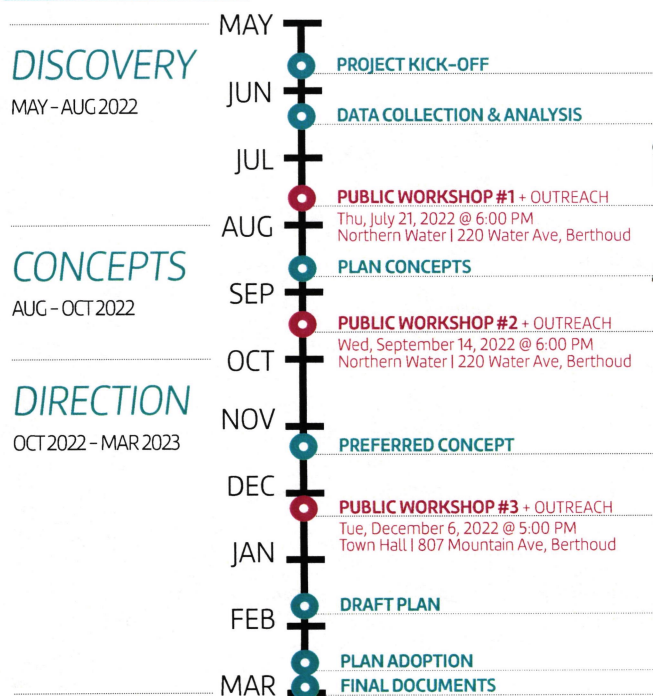 MAY
DISCOVERY
MAY – AUG 2022
PROJECT KICK-OFF
JUN
DATA COLLECTION & ANALYSIS
JUL
PUBLIC WORKSHOP #1 + OUTREACH
Thu, July 21, 2022 @ 6:00 PM
Northern Water | 220 Water Ave, Berthoud
AUG
CONCEPTS
AUG – OCT 2022
PLAN CONCEPTS
SEP
PUBLIC WORKSHOP #2 + OUTREACH
Wed, September 14, 2022 @ 6:00 PM
Northern Water | 220 Water Ave, Berthoud
OCT
DIRECTION
OCT 2022 – MAR 2023
NOV
PREFERRED CONCEPT
DEC
PUBLIC WORKSHOP #3 + OUTREACH
Tue, December 6, 2022 @ 5:00 PM
Town Hall | 807 Mountain Ave, Berthoud
JAN
DRAFT PLAN
FEB
PLAN ADOPTION
MAR
FINAL DOCUMENTS